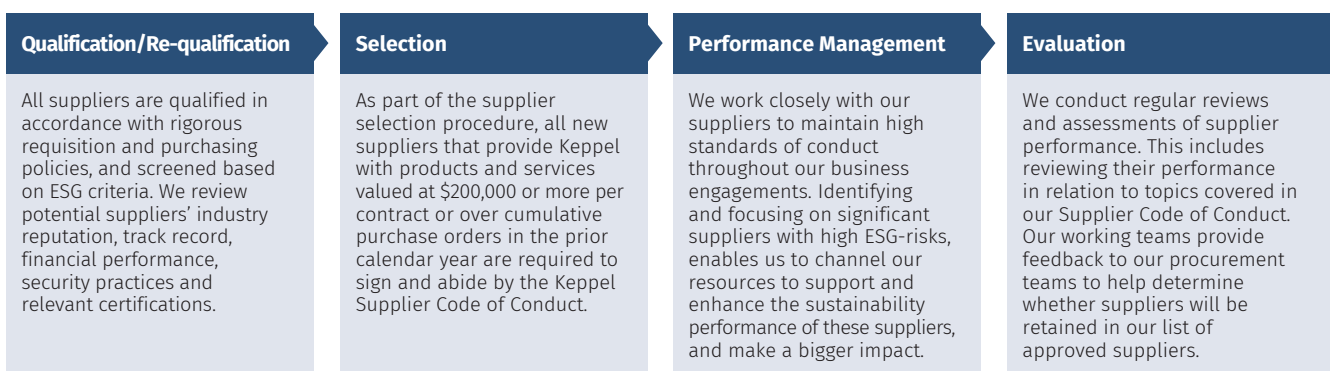 Qualification/Re-qualification
All suppliers are qualified in
accordance with rigorous
requisition and purchasing
policies, and screened based
on ESG criteria. We review
potential suppliers’ industry
reputation, track record,
financial performance,
security practices and
relevant certifications.
Selection
As part of the supplier
selection procedure, all new
suppliers that provide Keppel
with products and services
valued at $200,000 or more per
contract or over cumulative
purchase orders in the prior
calendar year are required to
sign and abide by the Keppel
Supplier Code of Conduct.
Performance Management
We work closely with our
suppliers to maintain high
standards of conduct
throughout our business
engagements. Identifying
and focusing on significant
suppliers with high ESG-risks,
enables us to channel our
resources to support and
enhance the sustainability
performance of these suppliers,
and make a bigger impact.
Evaluation
We conduct regular reviews
and assessments of supplier
performance. This includes
reviewing their performance
in relation to topics covered in
our Supplier Code of Conduct.
Our working teams provide
feedback to our procurement
teams to help determine
whether suppliers will be
retained in our list of
approved suppliers.